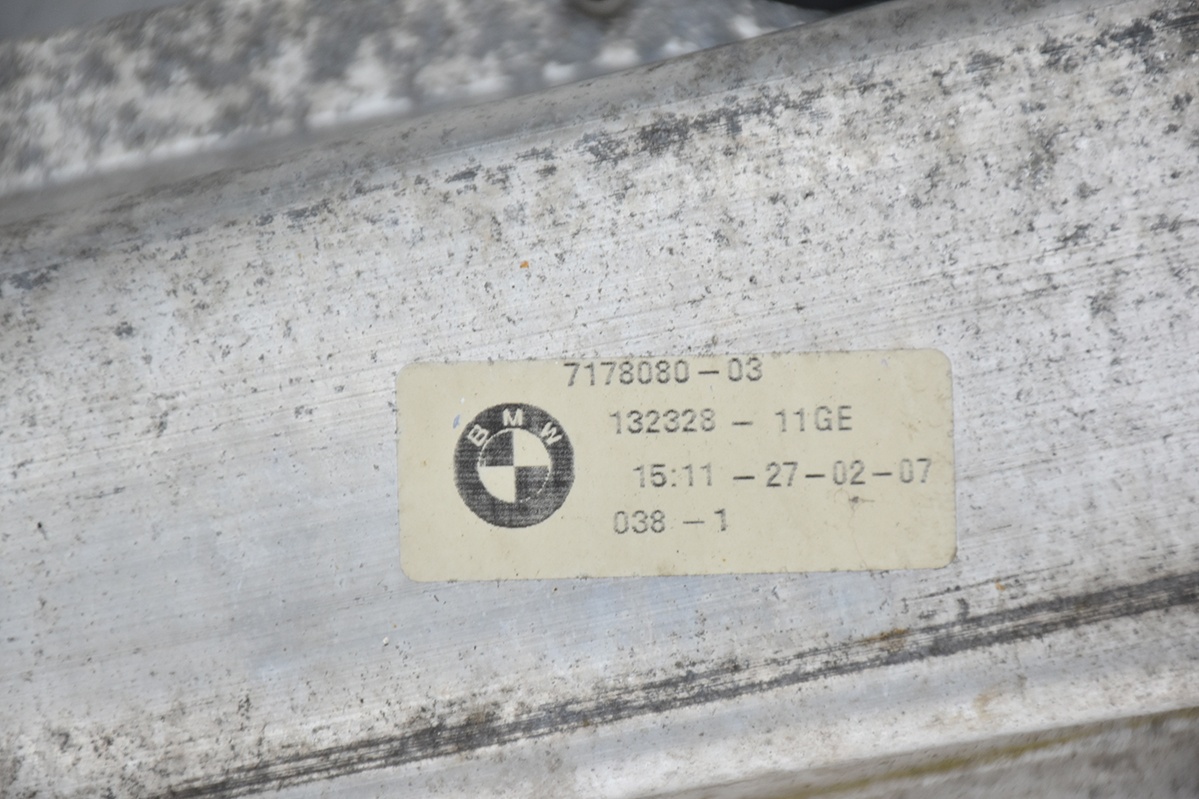 7178080-03
BMW
132328 - 11GE
15:11 - 27-02-07
038 - 1